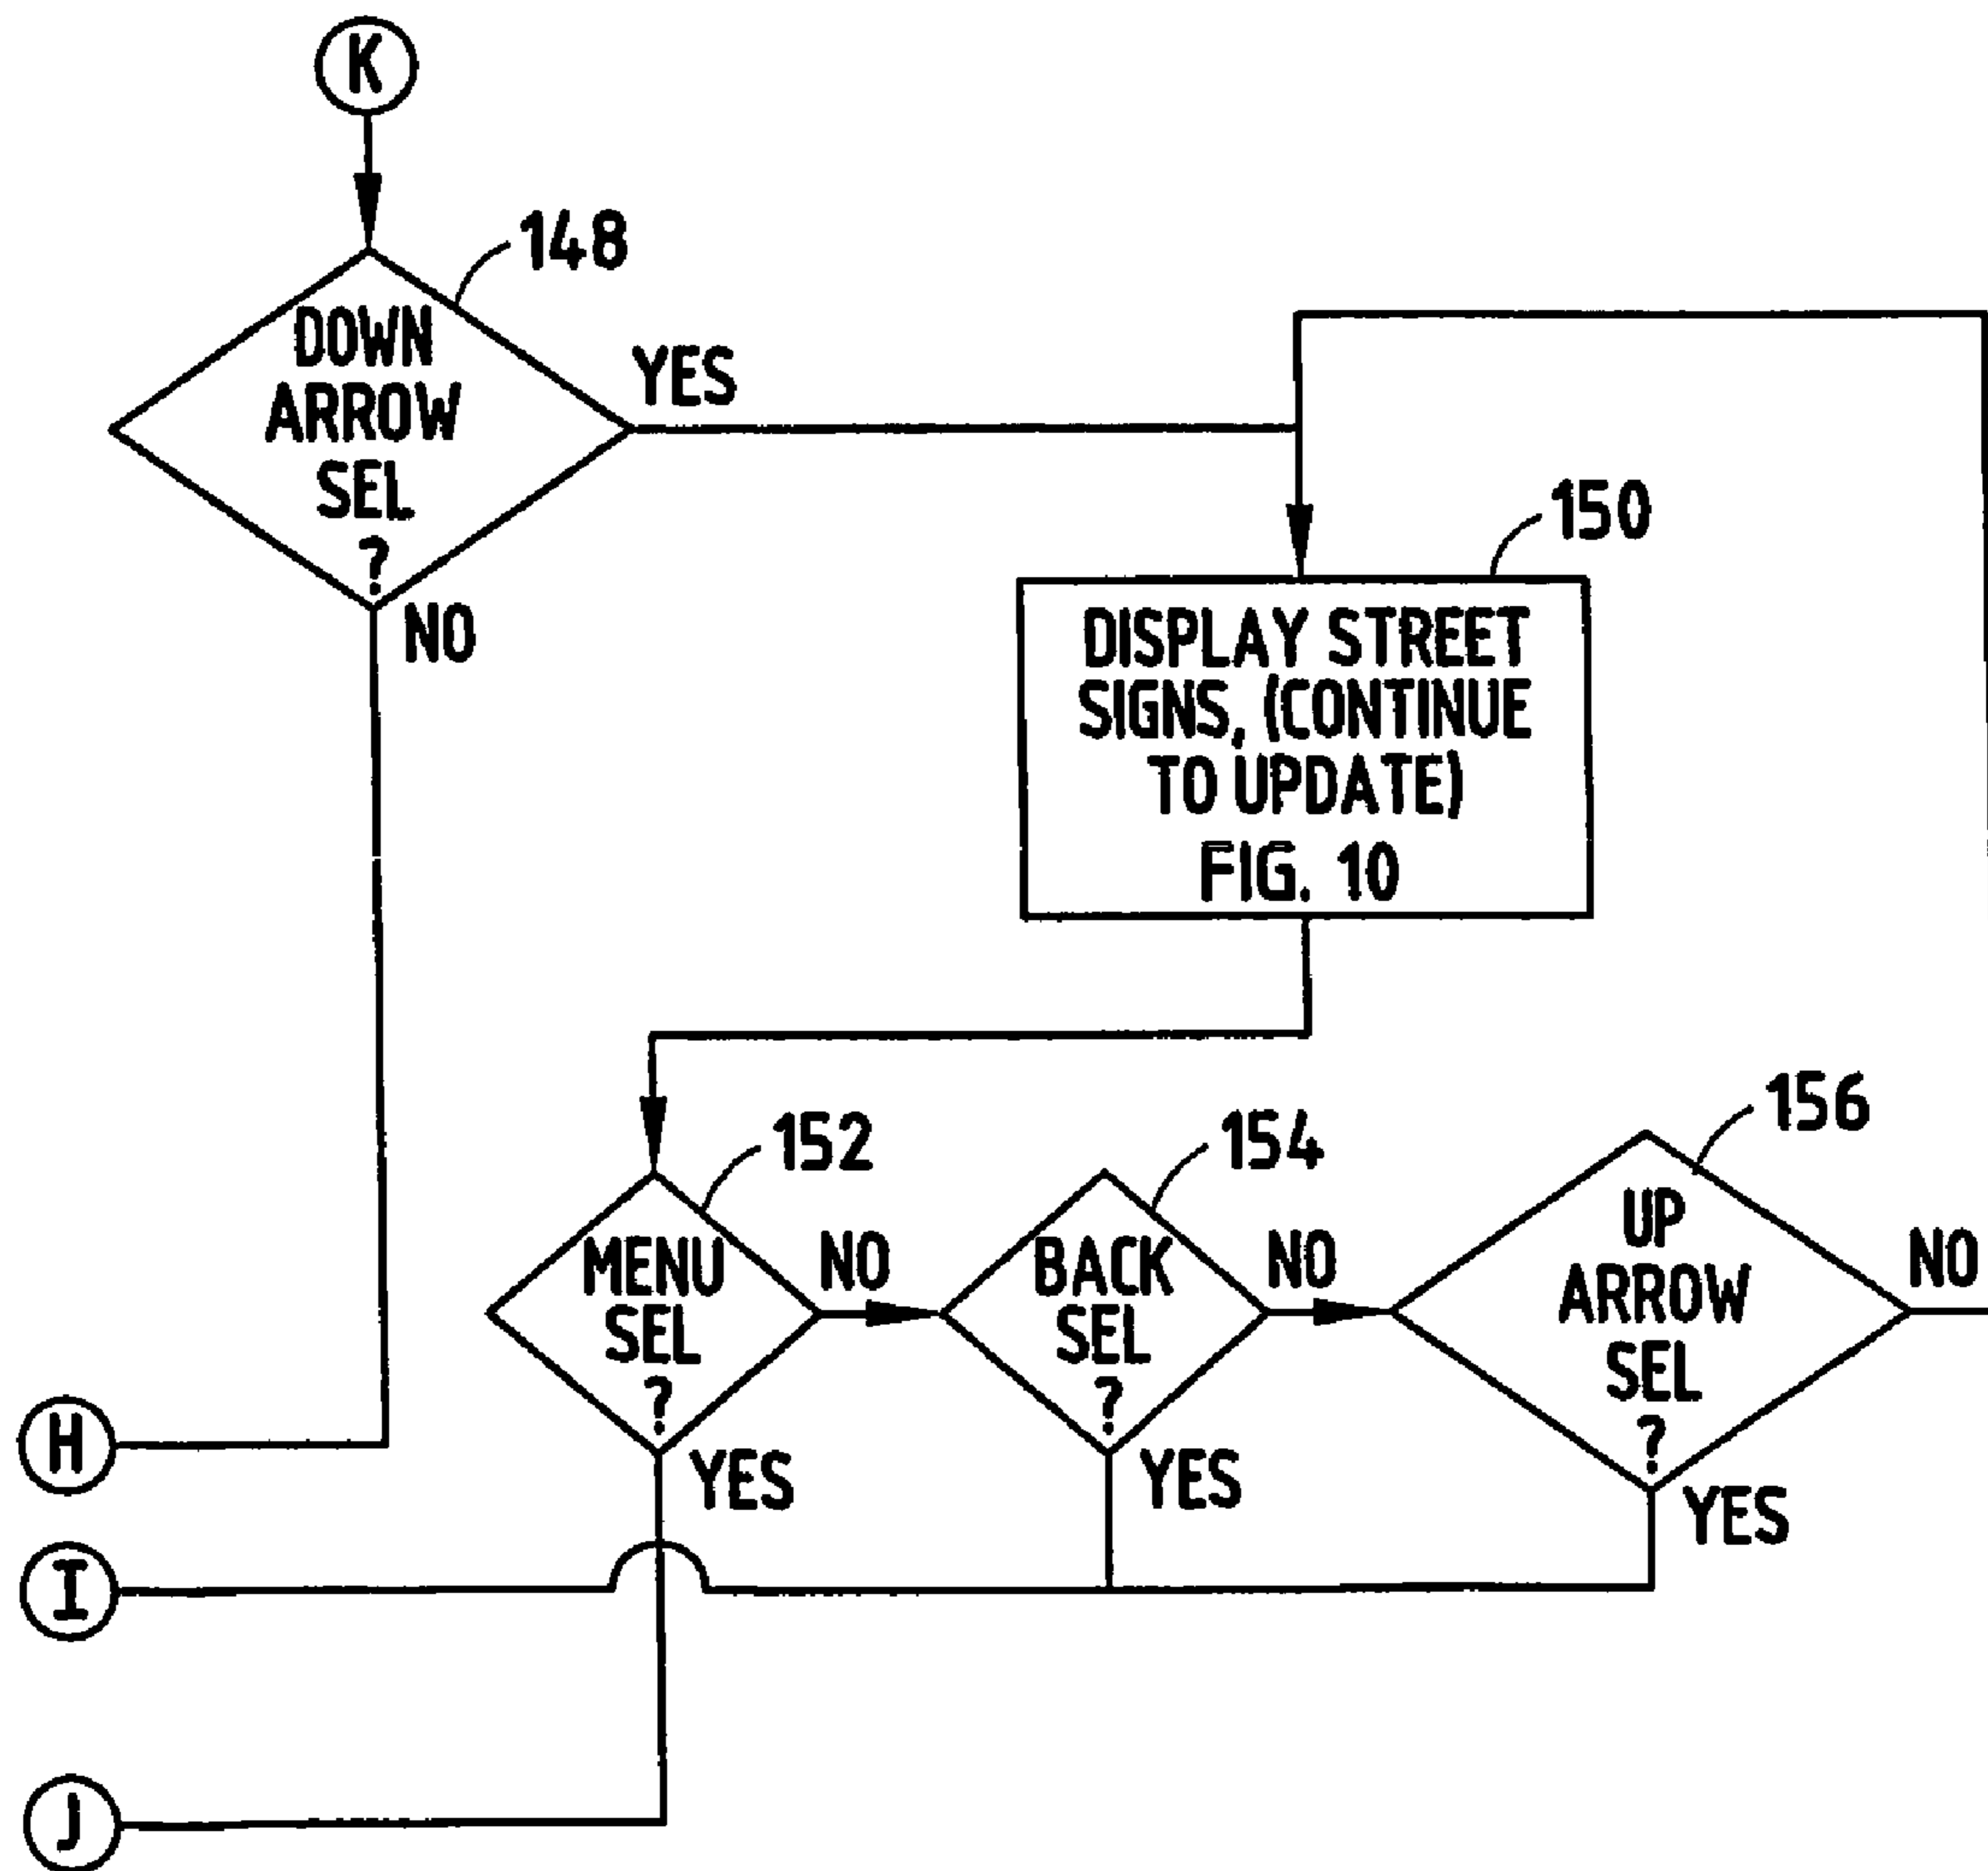 K
148
DOWN
ARROW
SEL
?
YES
NO
150
DISPLAY STREET
SIGNS, (CONTINUE
TO UPDATE)
FIG. 10
152
MENU
SEL
?
NO
YES
154
BACK
SEL
?
NO
YES
156
UP
ARROW
SEL
?
NO
YES
H
I
J